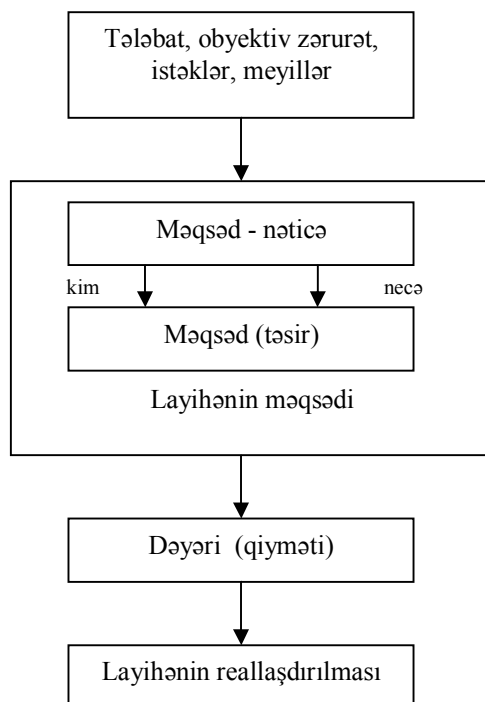 Tələbat, obyektiv zərurət,
istəklər, meyillər
Məqsəd - nəticə
kim necə
Məqsəd (təsir)
Layihənin məqsədi
Dəyəri (qiyməti)
Layihənin reallaşdırılması